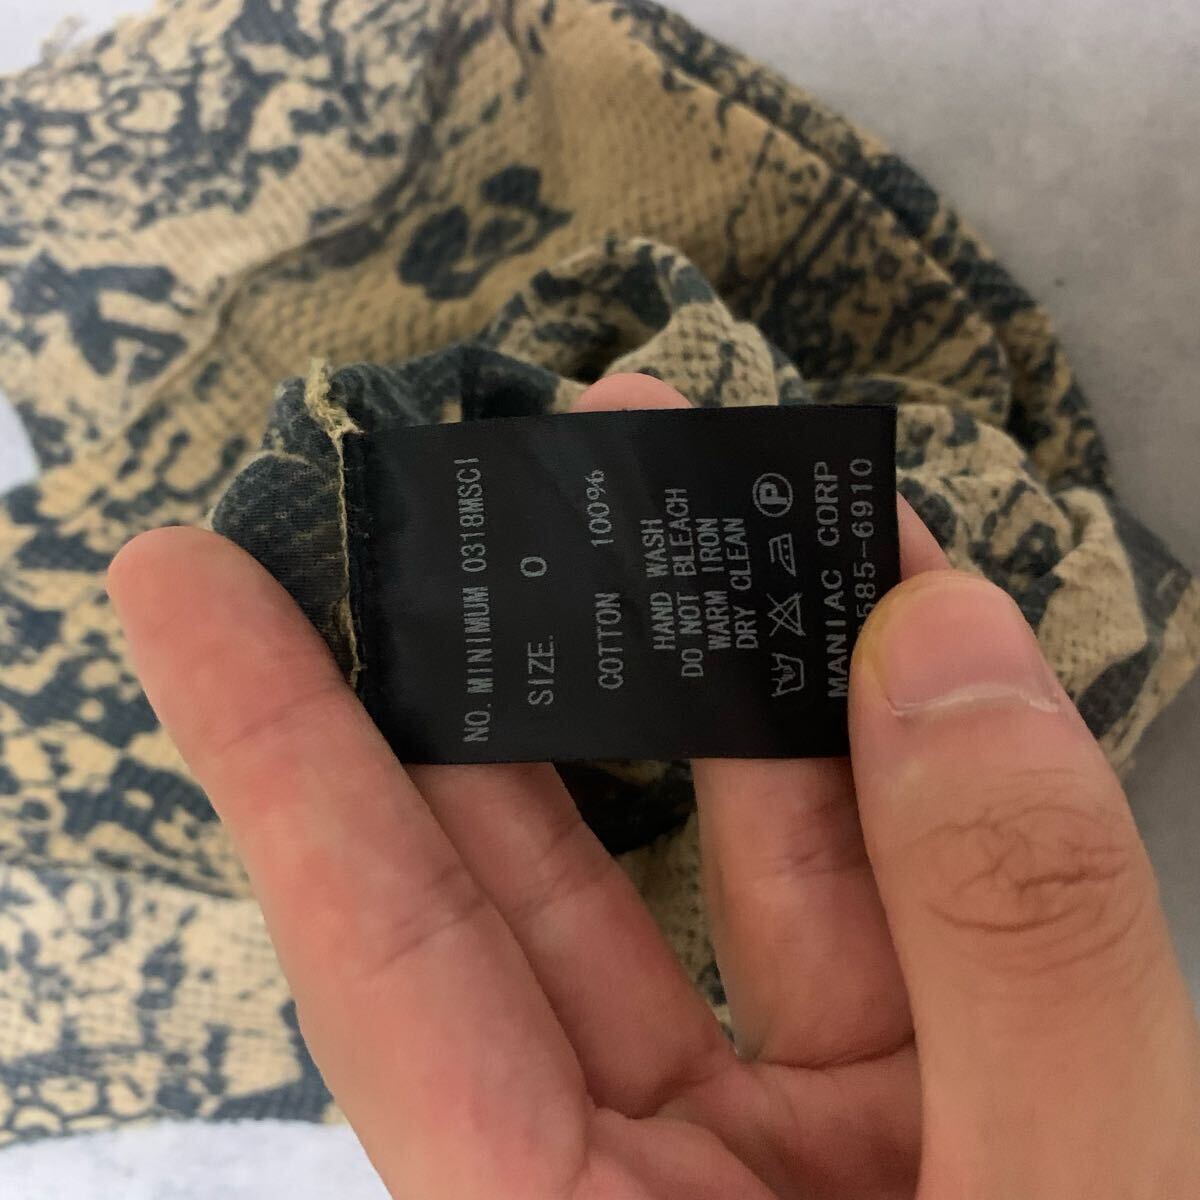 NO. MINIMUM 0318MSCI
SIZE. 0
COTTON 100%
HAND WASH
DO NOT BLEACH
WARM IRON
DRY CLEAN
P
MANIAC CORP
585-6910